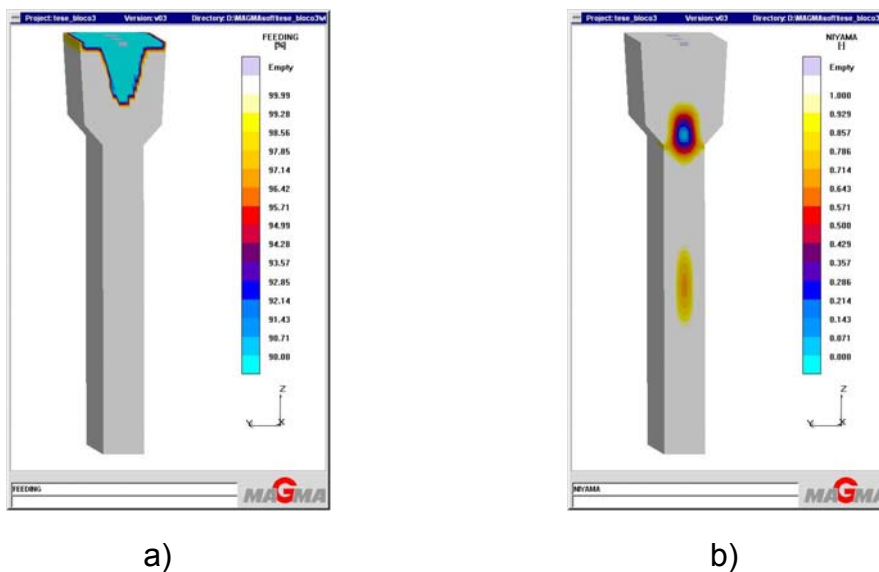 Project: tese_bloco3 Version: v03 Directory: D:\MAGMAsoft\tese_bloco3\v
FEEDING
[%]
Empty
99.99
99.28
98.56
97.85
97.14
96.42
95.71
94.99
94.28
93.57
92.85
92.14
91.43
90.71
90.00
Z
Y
X
FEEDING
MAGMA
a)
Project: tese_bloco3 Version: v03 Directory: D:\MAGMAsoft\tese_bloco3
NIYAMA
[-]
Empty
1.000
0.929
0.857
0.786
0.714
0.643
0.571
0.500
0.429
0.357
0.286
0.214
0.143
0.071
0.000
Z
Y
X
NIYAMA
MAGMA
b)